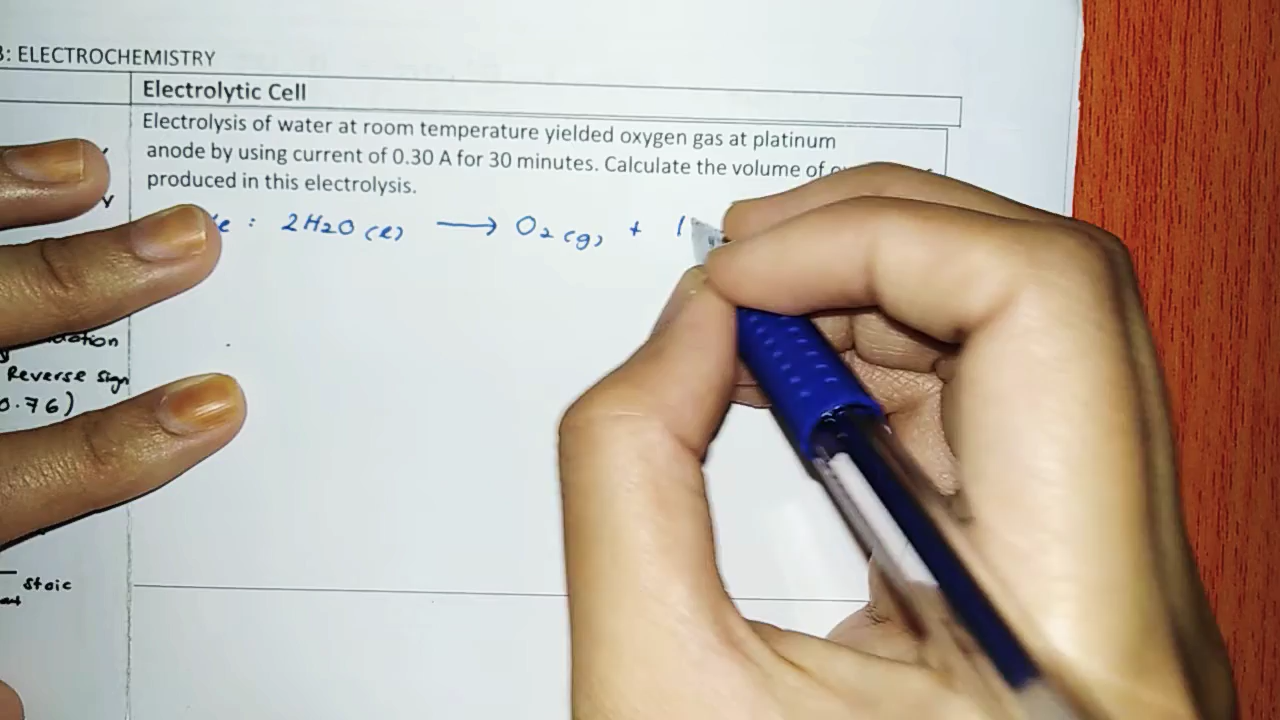 : ELECTROCHEMISTRY
Electrolytic Cell
Electrolysis of water at room temperature yielded oxygen gas at platinum
anode by using current of 0.30 A for 30 minutes. Calculate the volume of
produced in this electrolysis.
: 2H₂O (l) ⟶ O₂ (g) +
Reverse sign
0.76)
Stoic